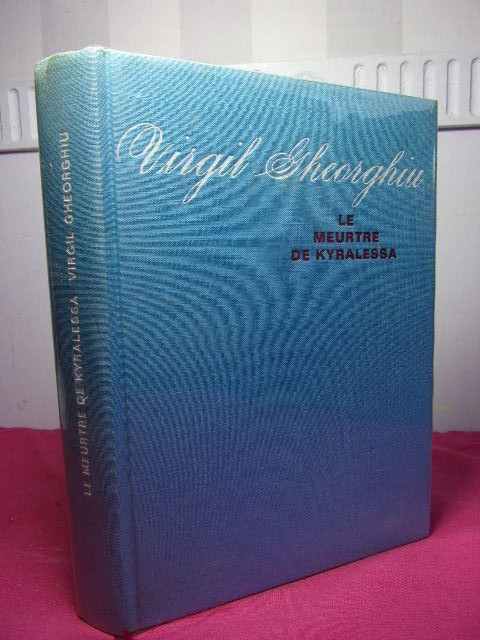 Virgil Gheorghiu
LE
MEURTRE
DE KYRALESSA
LE MEURTRE DE KYRALESSA VIRGIL GHEORGHIU